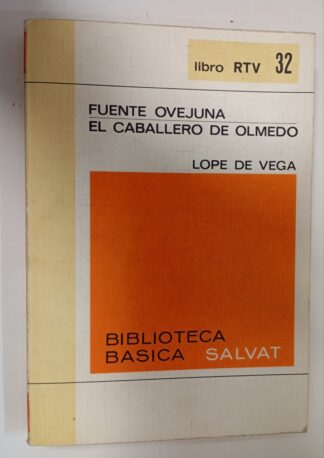 libro RTV 32
FUENTE OVEJUNA
EL CABALLERO DE OLMEDO
LOPE DE VEGA
BIBLIOTECA
BASICA SALVAT